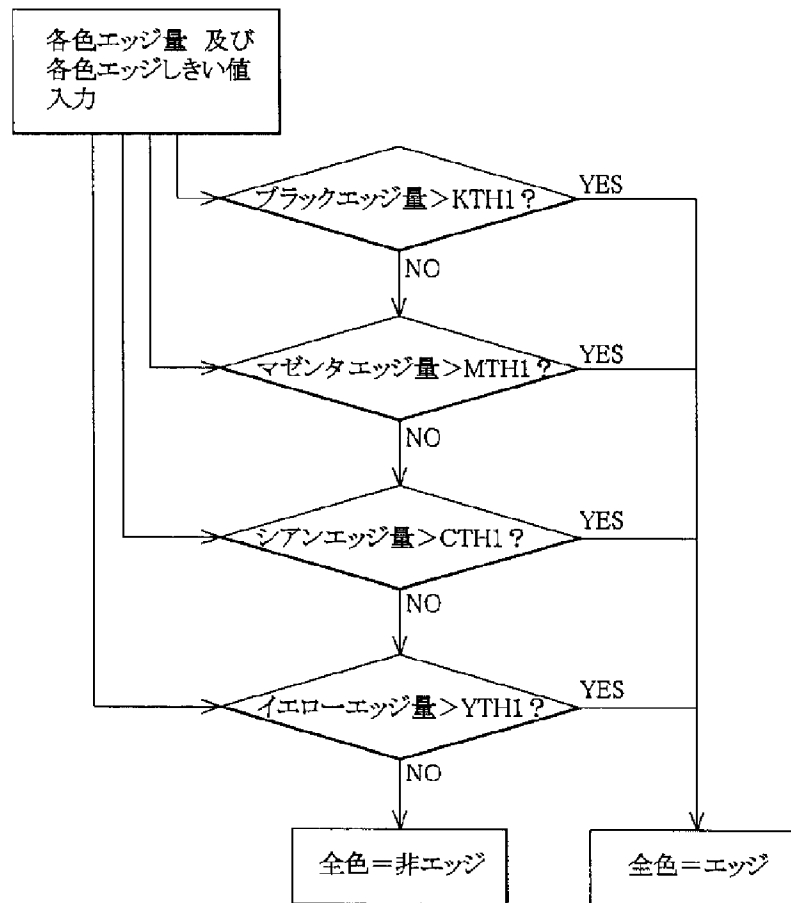 各色エッジ量 及び
各色エッジしきい値
入力
ブラックエッジ量>KTH1?
YES
NO
マゼンタエッジ量>MTH1?
YES
NO
シアンエッジ量>CTH1?
YES
NO
イエローエッジ量>YTH1?
YES
NO
全色=非エッジ
全色=エッジ